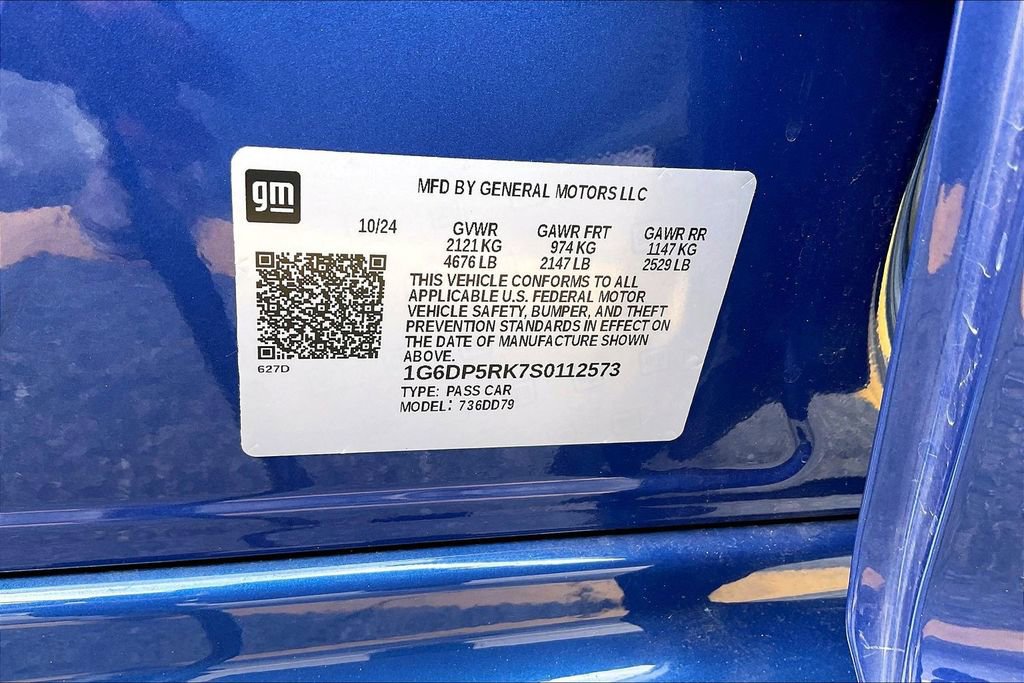 gm
MFD BY GENERAL MOTORS LLC
10/24 GVWR GAWR FRT GAWR RR
2121 KG 974 KG 1147 KG
4676 LB 2147 LB 2529 LB
THIS VEHICLE CONFORMS TO ALL
APPLICABLE U.S. FEDERAL MOTOR
VEHICLE SAFETY, BUMPER, AND THEFT
PREVENTION STANDARDS IN EFFECT ON
THE DATE OF MANUFACTURE SHOWN
ABOVE.
627D
1G6DP5RK7S0112573
TYPE: PASS CAR
MODEL: 736DD79